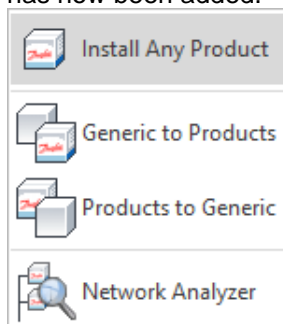 has now been added.
Install Any Product
Generic to Products
Products to Generic
Network Analyzer